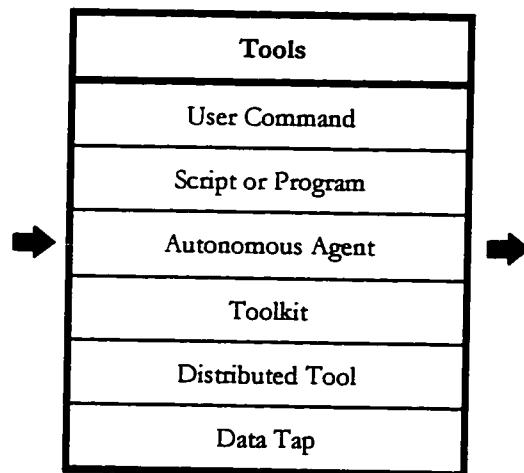 Tools
User Command
Script or Program
Autonomous Agent
Toolkit
Distributed Tool
Data Tap